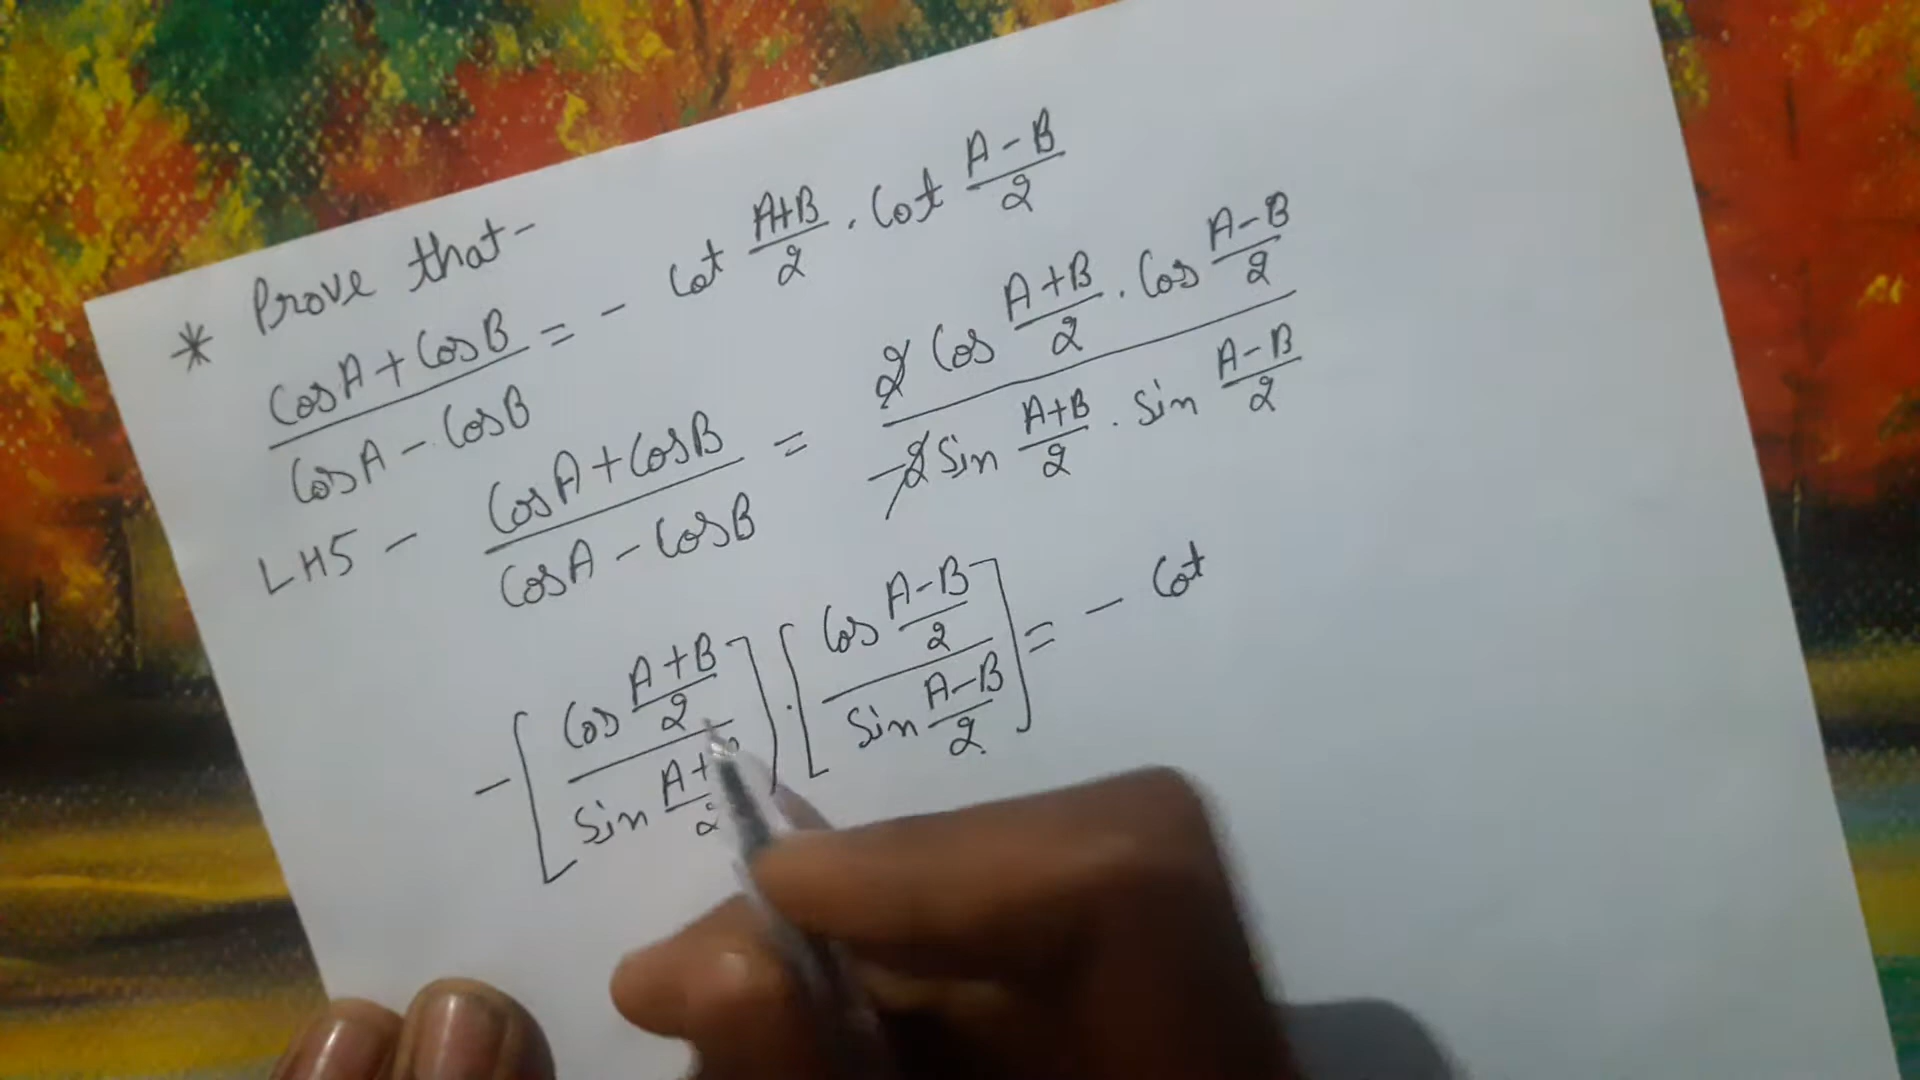 * Prove that-
CosA + CosB / CosA - CosB = - Cot A+B/2 . Cot A-B/2
LHS - CosA + CosB / CosA - CosB = 2 Cos A+B/2 . Cos A-B/2 / -2 Sin A+B/2 . Sin A-B/2
- [ Cos A+B/2 / Sin A+ /2 ] . [ Cos A-B/2 / Sin A-B/2 ] = - Cot